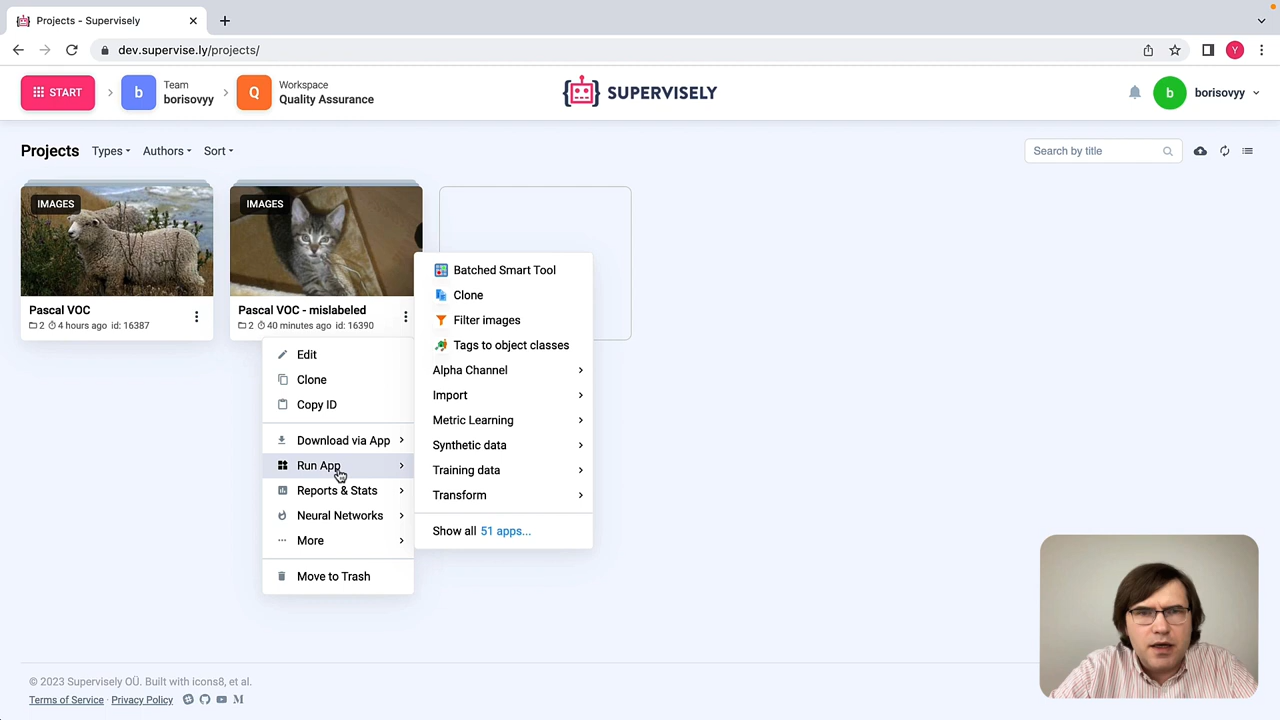 Projects - Supervisely
dev.supervise.ly/projects/
Y
START
b
Team
borisovyy
Q
Workspace
Quality Assurance
SUPERVISELY
b
borisovyy
Projects
Types
Authors
Sort
Search by title
IMAGES
Pascal VOC
2 4 hours ago id: 16387
IMAGES
Pascal VOC - mislabeled
2 40 minutes ago id: 16390
Edit
Clone
Copy ID
Download via App
Run App
Reports & Stats
Neural Networks
More
Move to Trash
Batched Smart Tool
Clone
Filter images
Tags to object classes
Alpha Channel
Import
Metric Learning
Synthetic data
Training data
Transform
Show all 51 apps...
© 2023 Supervisely OÜ. Built with icons8, et al.
Terms of Service · Privacy Policy